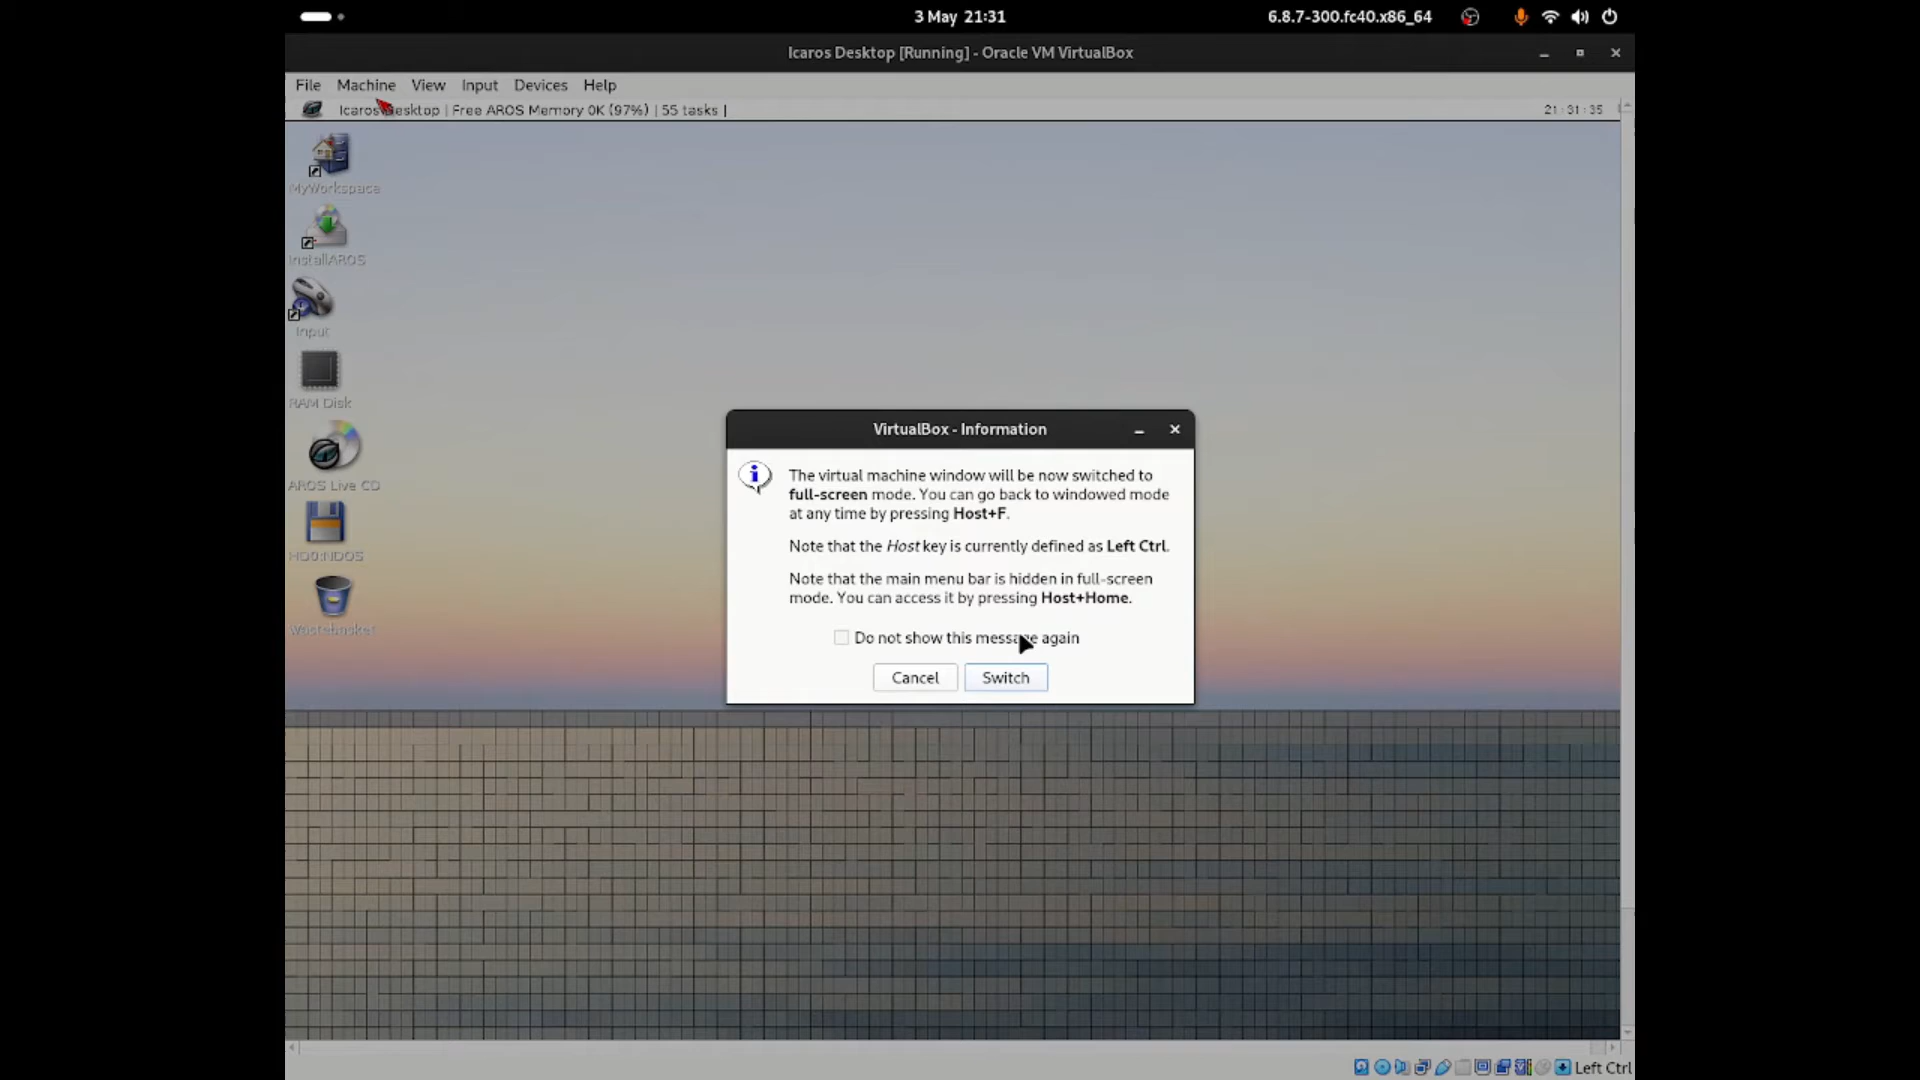 3 May 21:31
6.8.7-300.fc40.x86_64
Icaros Desktop [Running] - Oracle VM VirtualBox
File Machine View Input Devices Help
Icaros Desktop | Free AROS Memory 0K (97%) | 55 tasks |
21:31:35
MyWorkspace
InstallAROS
Input
RAM Disk
AROS Live CD
HD0:NDOS
Wastebasket
VirtualBox - Information
The virtual machine window will be now switched to
full-screen mode. You can go back to windowed mode
at any time by pressing Host+F.
Note that the Host key is currently defined as Left Ctrl.
Note that the main menu bar is hidden in full-screen
mode. You can access it by pressing Host+Home.
Do not show this message again
Cancel Switch
Left Ctrl